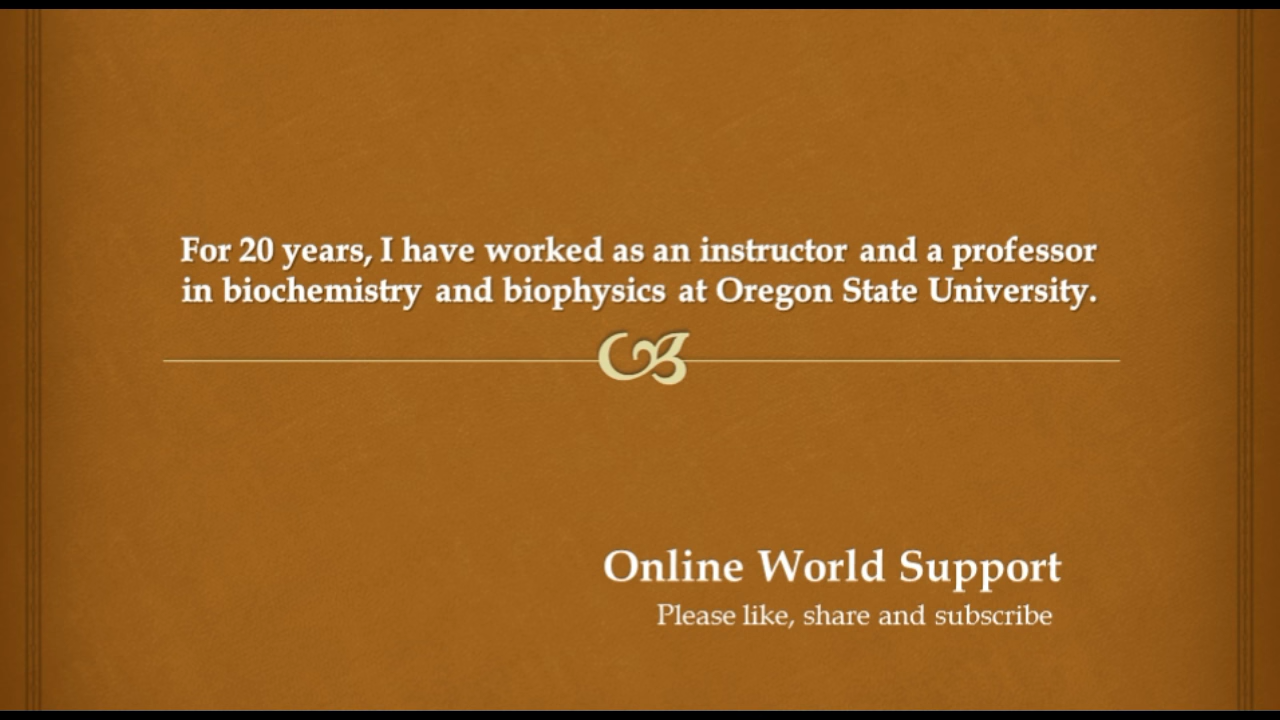 For 20 years, I have worked as an instructor and a professor
in biochemistry and biophysics at Oregon State University.
Online World Support
Please like, share and subscribe